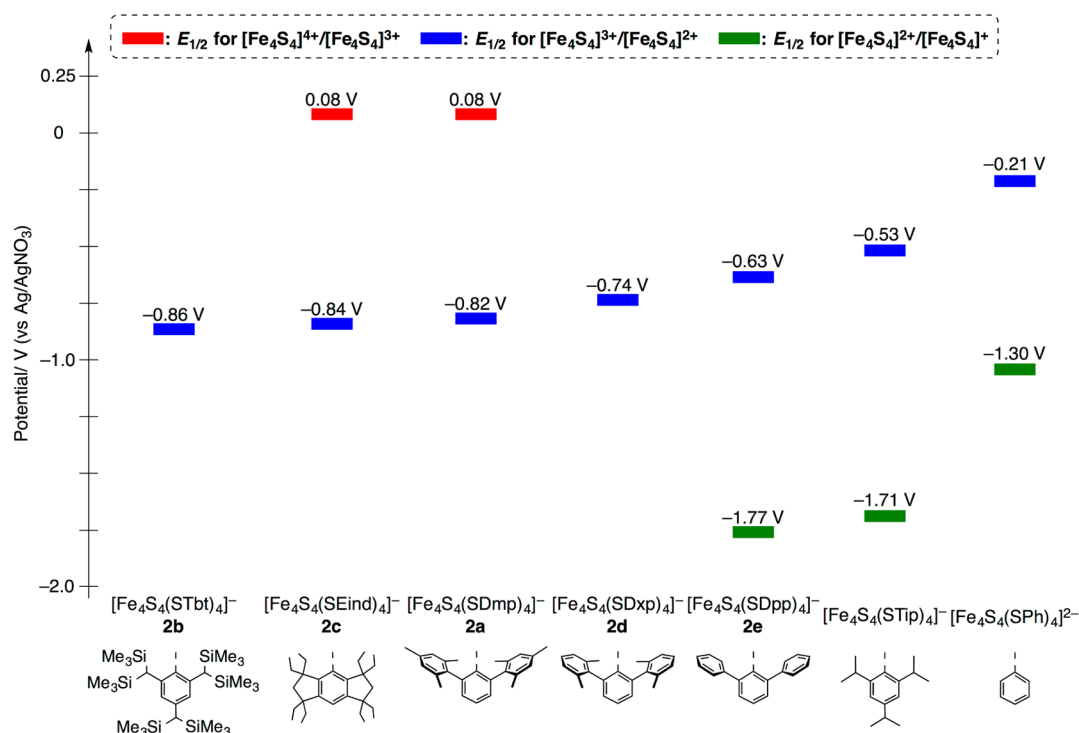 : E1/2 for [Fe4S4]4+/[Fe4S4]3+ : E1/2 for [Fe4S4]3+/[Fe4S4]2+ : E1/2 for [Fe4S4]2+/[Fe4S4]+
Potential/ V (vs Ag/AgNO3)
0.25
0
–1.0
–2.0
0.08 V 0.08 V
–0.21 V
–0.53 V
–0.63 V
–0.74 V
–0.86 V –0.84 V –0.82 V
–1.30 V
–1.71 V
–1.77 V
[Fe4S4(STbt)4]– [Fe4S4(SEind)4]– [Fe4S4(SDmp)4]– [Fe4S4(SDxp)4]– [Fe4S4(SDpp)4]– [Fe4S4(STip)4]– [Fe4S4(SPh)4]2–
2b 2c 2a 2d 2e
Me3Si SiMe3
Me3Si SiMe3
Me3Si SiMe3